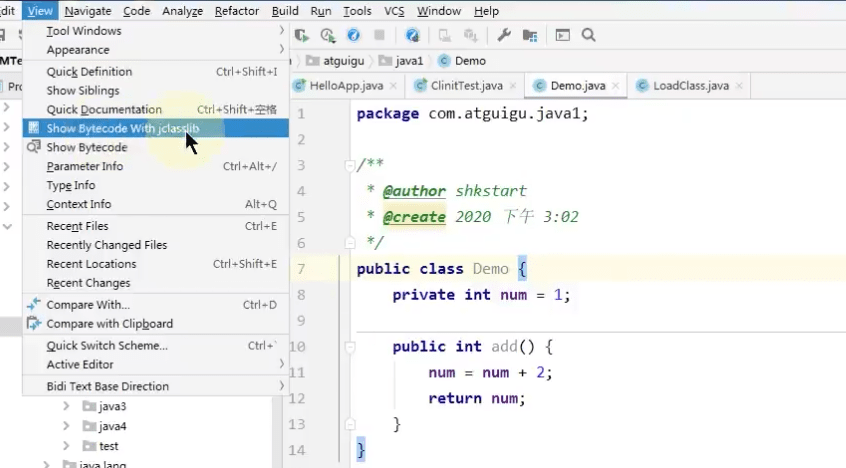 dit View Navigate Code Analyze Refactor Build Run Tools VCS Window Help
atguigu java1 Demo
MTe
HelloApp.java ClinitTest.java Demo.java LoadClass.java
Pro
Tool Windows
Appearance
Quick Definition Ctrl+Shift+I
Show Siblings
Quick Documentation Ctrl+Shift+空格
Show Bytecode With jclasslib
Show Bytecode
Parameter Info Ctrl+Alt+/
Type Info
Context Info Alt+Q
Recent Files Ctrl+E
Recently Changed Files
Recent Locations Ctrl+Shift+E
Recent Changes
Compare With... Ctrl+D
Compare with Clipboard
Quick Switch Scheme... Ctrl+`
Active Editor
Bidi Text Base Direction
java3
java4
test
java.lang
1 package com.atguigu.java1;
2
3 /**
4 * @author shkstart
5 * @create 2020 下午 3:02
6 */
7 public class Demo {
8 private int num = 1;
9
10 public int add() {
11 num = num + 2;
12 return num;
13 }
14 }